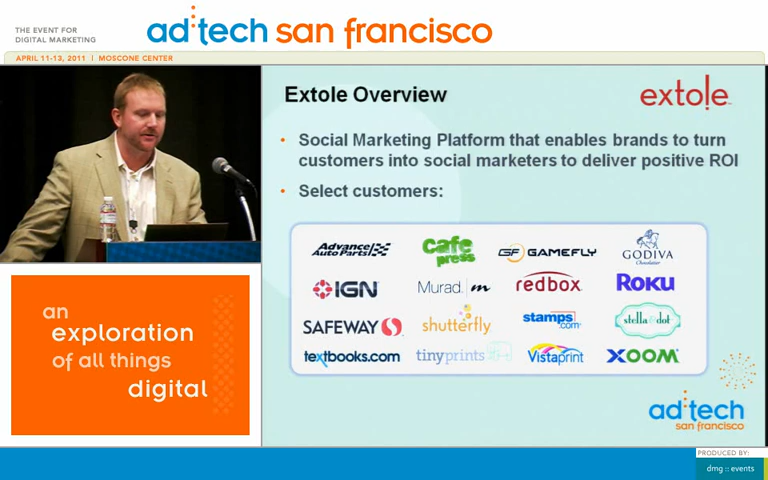 THE EVENT FOR
DIGITAL MARKETING
ad:tech san francisco
APRIL 11-13, 2011 | MOSCONE CENTER
Extole Overview
extole
• Social Marketing Platform that enables brands to turn
customers into social marketers to deliver positive ROI
• Select customers:
Advance Auto Parts
cafe press
GF GAMEFLY
GODIVA Chocolatier
IGN
Murad. m
redbox
ROKU
SAFEWAY
shutterfly
stamps.com
stella & dot
textbooks.com
tinyprints
Vistaprint
XOOM
an
exploration
of all things
digital
ad:tech
san francisco
PRODUCED BY:
dmg :: events